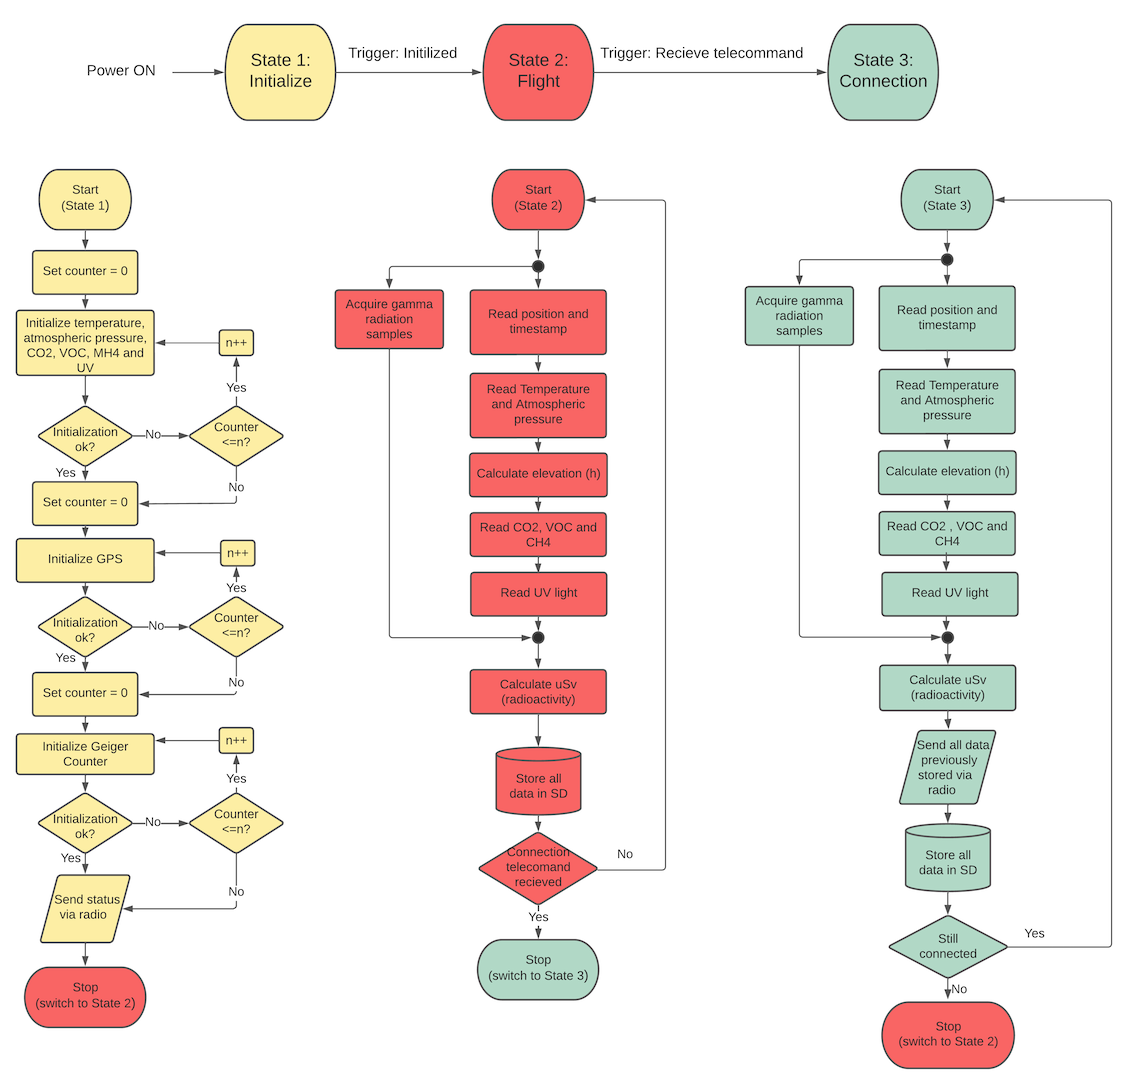 Power ON
State 1:
Initialize
Trigger: Initilized
State 2:
Flight
Trigger: Recieve telecommand
State 3:
Connection
Start
(State 1)
Set counter = 0
Initialize temperature,
atmospheric pressure,
CO2, VOC, MH4 and
UV
n++
Yes
Initialization
ok?
No
Counter
<=n?
Yes
No
Set counter = 0
Initialize GPS
n++
Yes
Initialization
ok?
No
Counter
<=n?
Yes
No
Set counter = 0
Initialize Geiger
Counter
n++
Yes
Initialization
ok?
No
Counter
<=n?
Yes
No
Send status
via radio
Stop
(switch to State 2)
Start
(State 2)
Acquire gamma
radiation
samples
Read position and
timestamp
Read Temperature
and Atmospheric
pressure
Calculate elevation (h)
Read CO2, VOC and
CH4
Read UV light
Calculate uSv
(radioactivity)
Store all
data in SD
Connection
telecomand
recieved
No
Yes
Stop
(switch to State 3)
Start
(State 3)
Acquire gamma
radiation
samples
Read position and
timestamp
Read Temperature
and Atmospheric
pressure
Calculate elevation (h)
Read CO2 , VOC and
CH4
Read UV light
Calculate uSv
(radioactivity)
Send all data
previously
stored via
radio
Store all
data in SD
Still
connected
Yes
No
Stop
(switch to State 2)